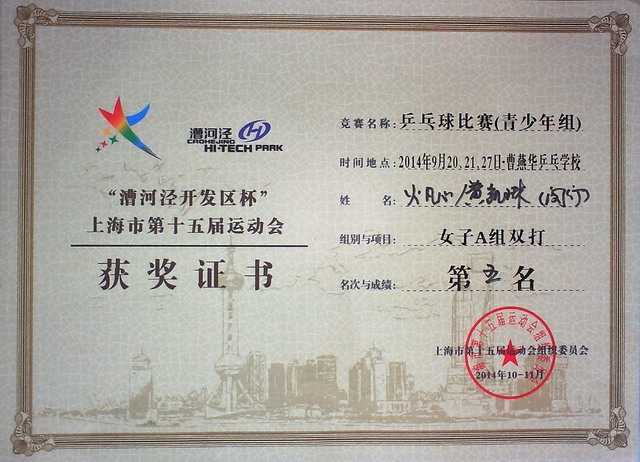 漕河泾
CAOHEJING
HI-TECH PARK
“漕河泾开发区杯”
上海市第十五届运动会
获奖证书
竞赛名称:乒乓球比赛(青少年组)
时间地点:2014年9月20、21、27日·曹燕华乒乓学校
姓 名:
组别与项目:女子A组双打
名次与成绩:第五名
上海市第十五届运动会组织委员会
2014年10-11月